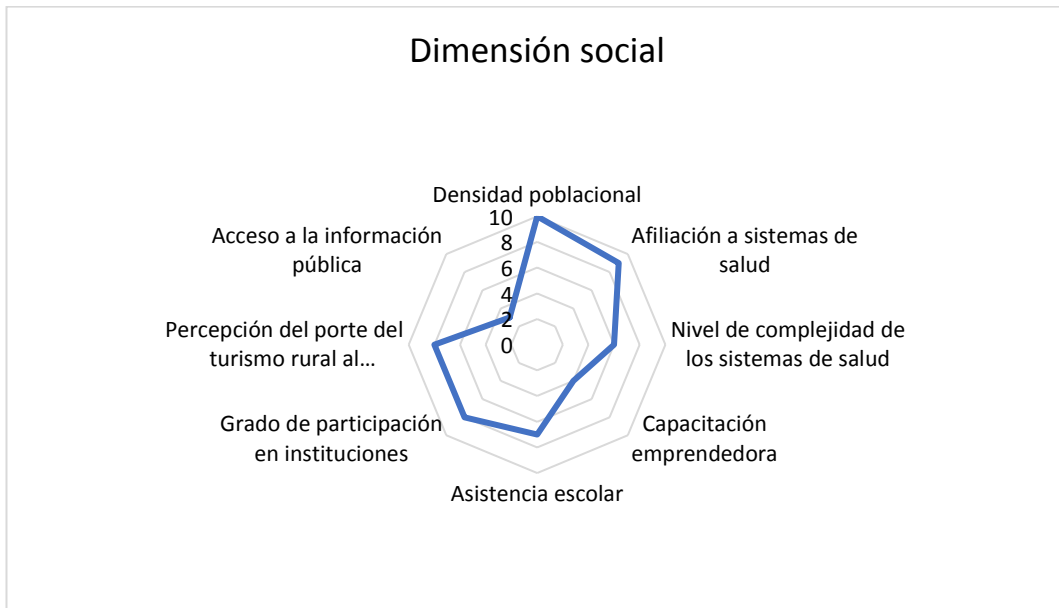 Dimensión social
Densidad poblacional
10
8
6
4
2
0
Afiliación a sistemas de
salud
Nivel de complejidad de
los sistemas de salud
Capacitación
emprendedora
Asistencia escolar
Grado de participación
en instituciones
Percepción del porte del
turismo rural al...
Acceso a la información
pública